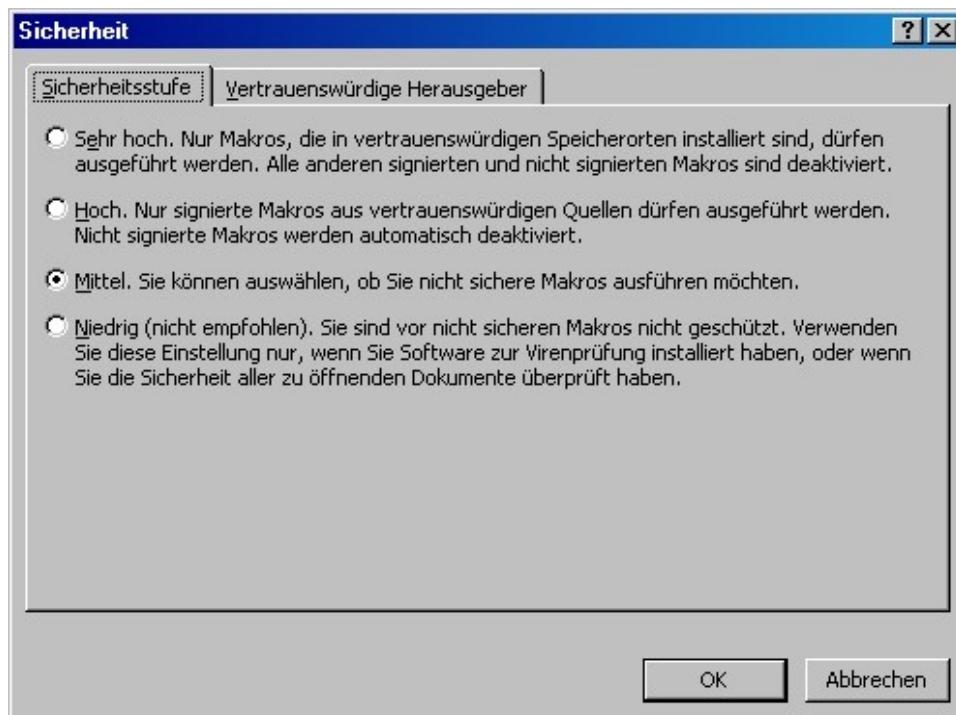 Sicherheit
Sicherheitsstufe
Vertrauenswürdige Herausgeber
Sehr hoch. Nur Makros, die in vertrauenswürdigen Speicherorten installiert sind, dürfen
ausgeführt werden. Alle anderen signierten und nicht signierten Makros sind deaktiviert.
Hoch. Nur signierte Makros aus vertrauenswürdigen Quellen dürfen ausgeführt werden.
Nicht signierte Makros werden automatisch deaktiviert.
Mittel. Sie können auswählen, ob Sie nicht sichere Makros ausführen möchten.
Niedrig (nicht empfohlen). Sie sind vor nicht sicheren Makros nicht geschützt. Verwenden
Sie diese Einstellung nur, wenn Sie Software zur Virenprüfung installiert haben, oder wenn
Sie die Sicherheit aller zu öffnenden Dokumente überprüft haben.
OK
Abbrechen